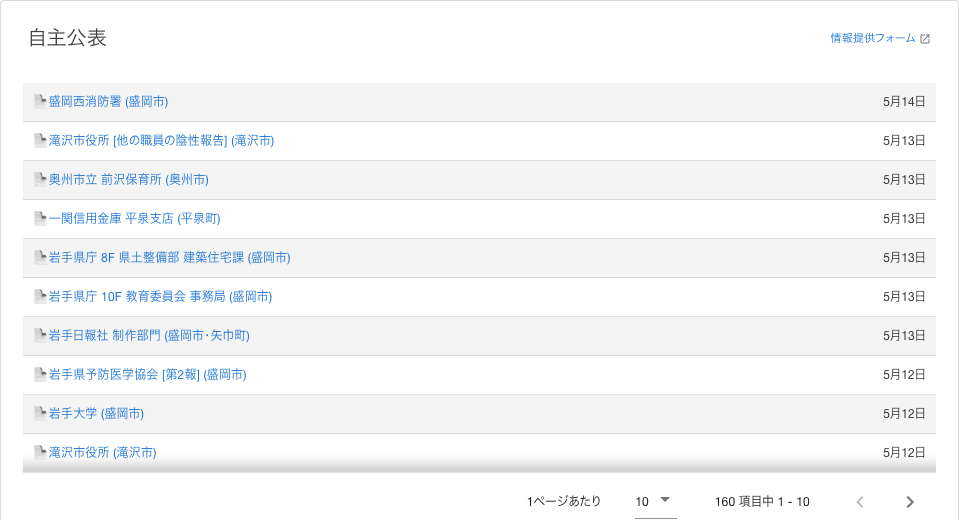 自主公表
情報提供フォーム
盛岡西消防署 (盛岡市) 5月14日
滝沢市役所 [他の職員の陰性報告] (滝沢市) 5月13日
奥州市立 前沢保育所 (奥州市) 5月13日
一関信用金庫 平泉支店 (平泉町) 5月13日
岩手県庁 8F 県土整備部 建築住宅課 (盛岡市) 5月13日
岩手県庁 10F 教育委員会 事務局 (盛岡市) 5月13日
岩手日報社 制作部門 (盛岡市・矢巾町) 5月13日
岩手県予防医学協会 [第2報] (盛岡市) 5月12日
岩手大学 (盛岡市) 5月12日
滝沢市役所 (滝沢市) 5月12日
1ページあたり 10 160 項目中 1 - 10